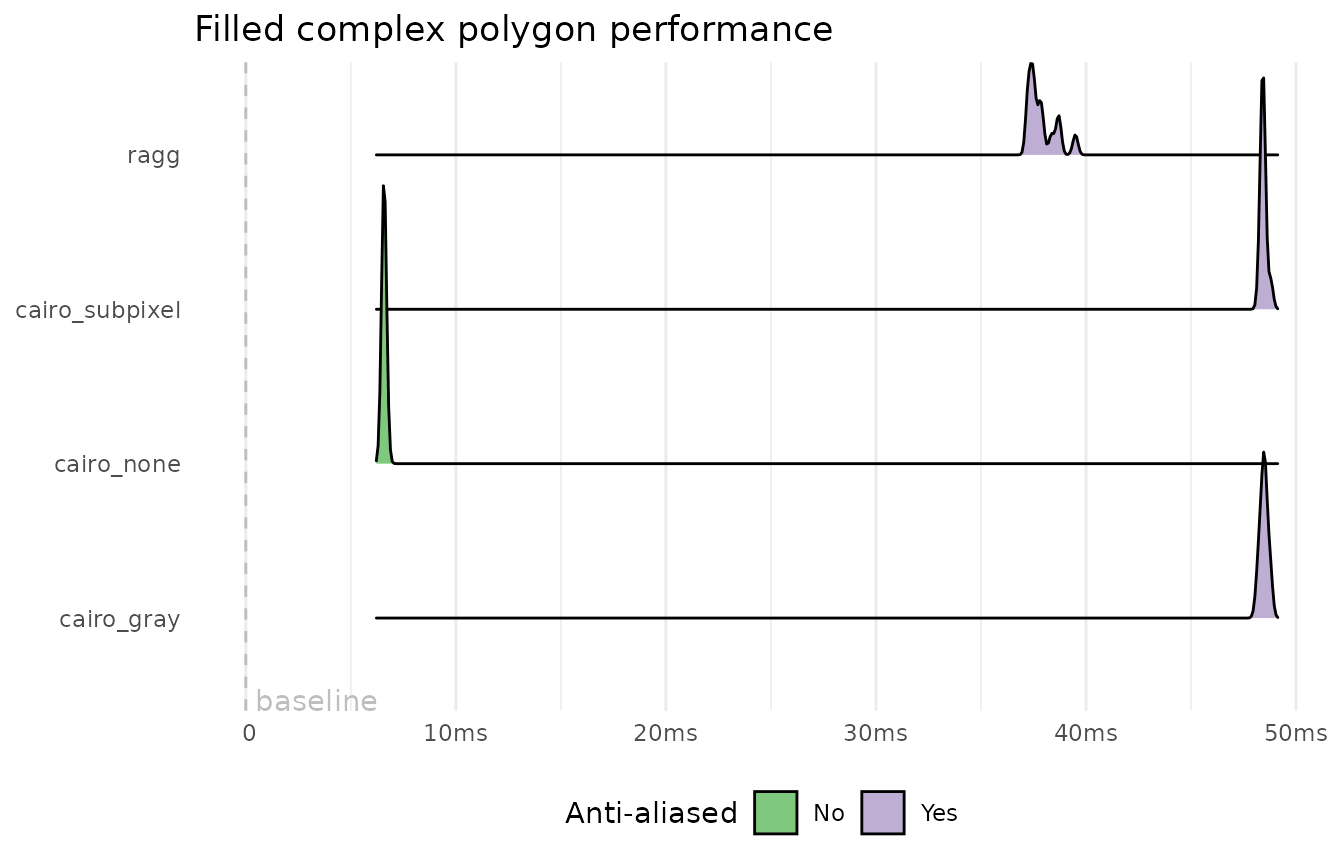 Filled complex polygon performance
ragg
cairo_subpixel
cairo_none
cairo_gray
baseline
0 10ms 20ms 30ms 40ms 50ms
Anti-aliased No Yes